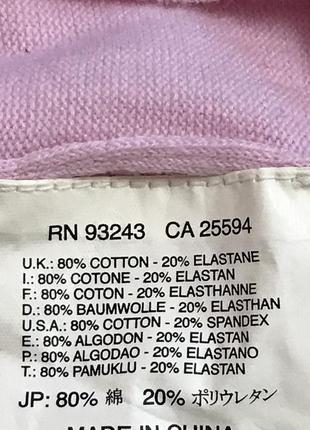 RN 93243 CA 25594
U.K.: 80% COTTON - 20% ELASTANE
I.: 80% COTONE - 20% ELASTAN
F.: 80% COTON - 20% ELASTHANNE
D.: 80% BAUMWOLLE - 20% ELASTHAN
U.S.A.: 80% COTTON - 20% SPANDEX
E.: 80% ALGODON - 20% ELASTAN
P.: 80% ALGODAO - 20% ELASTANO
T.: 80% PAMUKLU - 20% ELASTAN
JP: 80% 綿 20% ポリウレタン
MADE IN CHINA